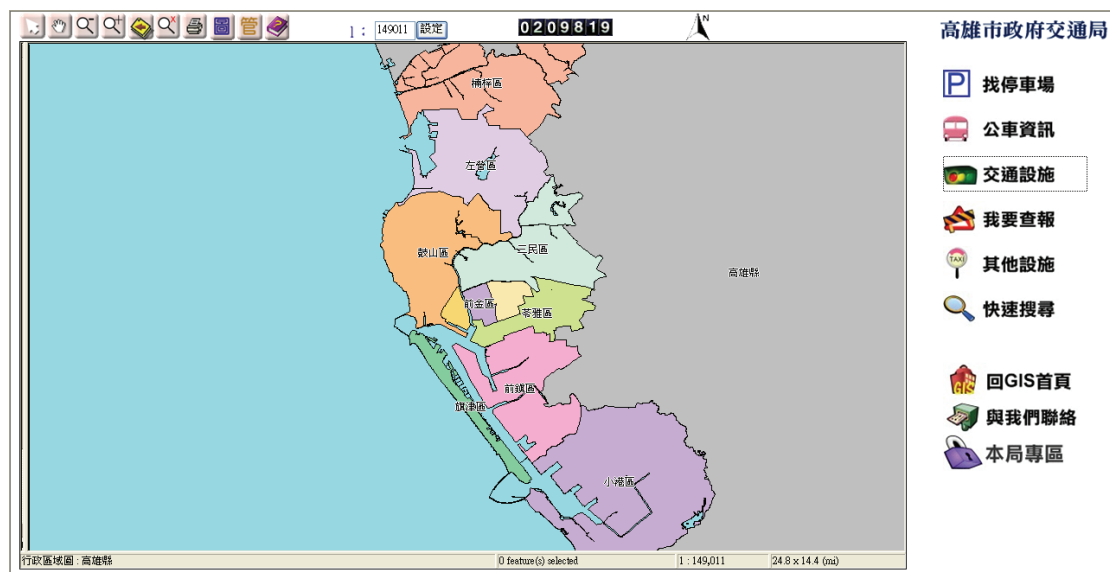 圖 管 ?
1 : 149011 設定
0209819
N
高雄市政府交通局
P 找停車場
公車資訊
交通設施
我要查報
TAXI 其他設施
快速搜尋
GIS 回GIS首頁
與我們聯絡
本局專區
楠梓區
左營區
鼓山區
三民區
高雄縣
前金區
苓雅區
前鎮區
旗津區
小港區
行政區域圖 : 高雄縣
0 feature(s) selected
1 : 149,011
24.8 x 14.4 (mi)